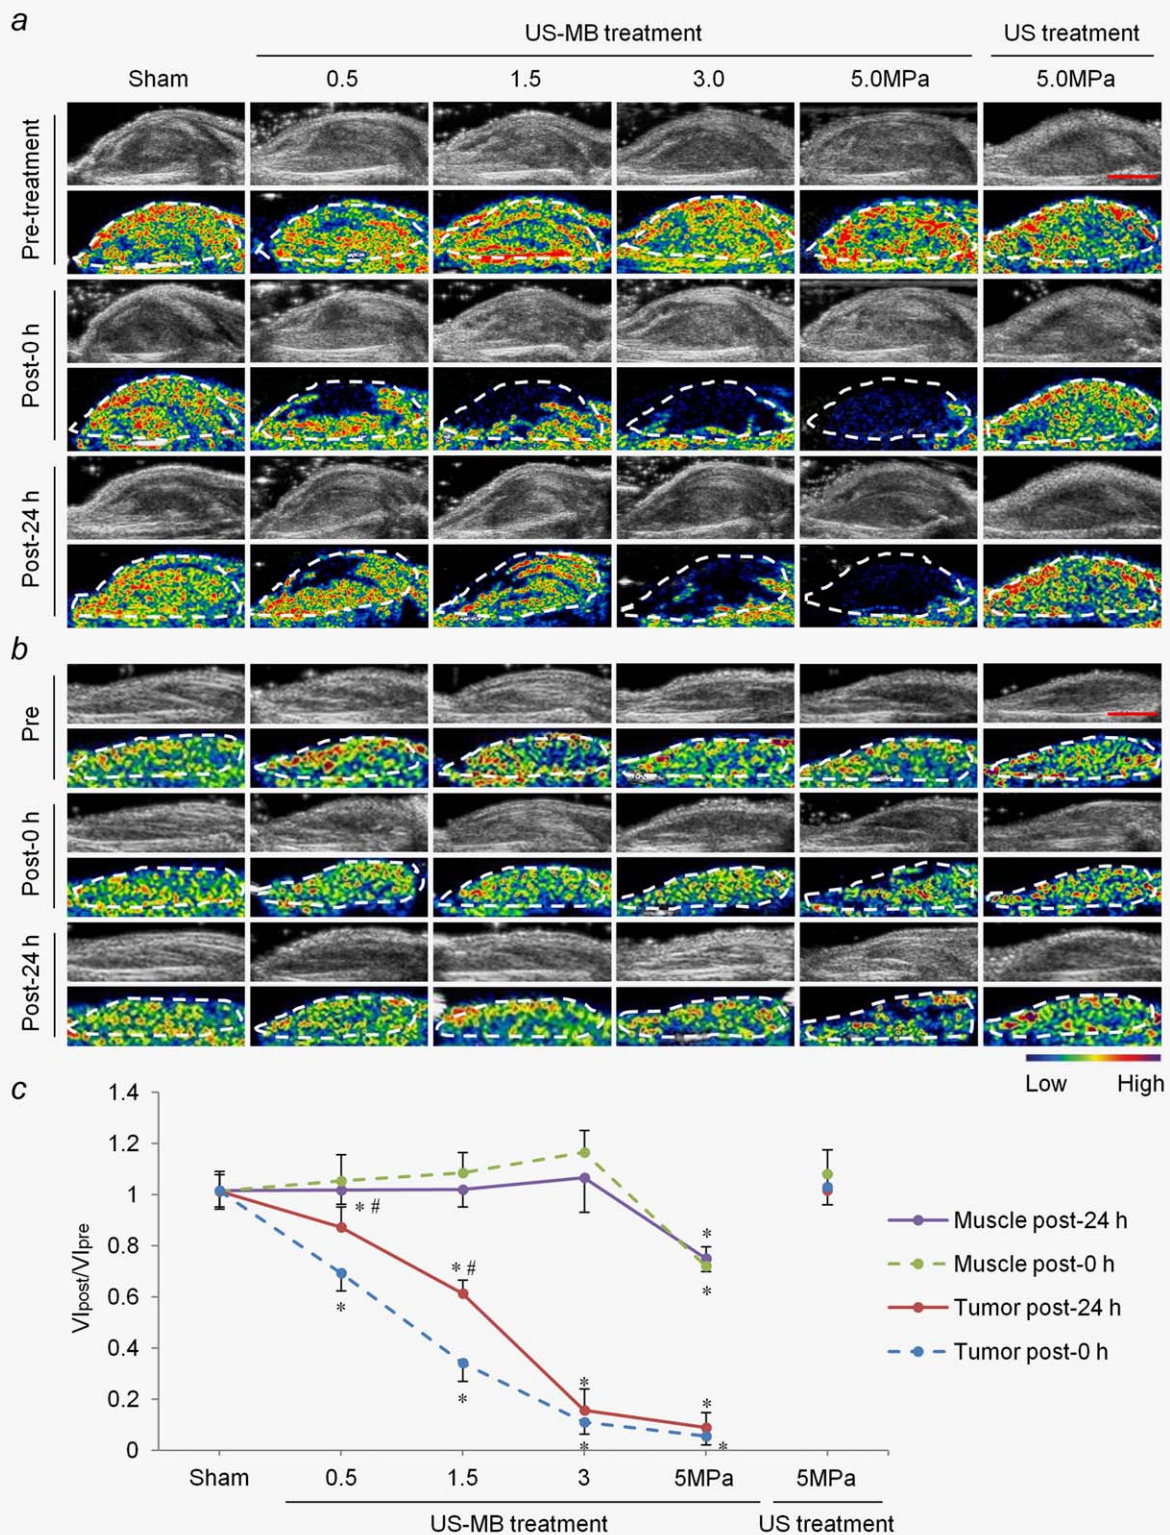 a
US-MB treatment US treatment
Sham 0.5 1.5 3.0 5.0MPa 5.0MPa
Pre-treatment
Post-0 h
Post-24 h
b
Pre
Post-0 h
Post-24 h
Low High
c
VIpost/VIpre
1.4
1.2
1
0.8
0.6
0.4
0.2
0
* #
*
* #
*
*
*
*
*
*
*
Muscle post-24 h
Muscle post-0 h
Tumor post-24 h
Tumor post-0 h
Sham 0.5 1.5 3 5MPa 5MPa
US-MB treatment US treatment